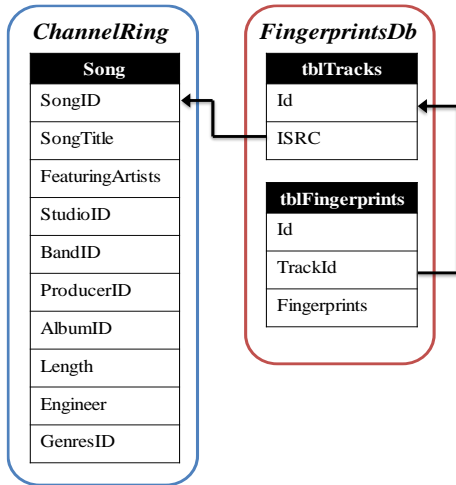 ChannelRing
Song
SongID
SongTitle
FeaturingArtists
StudioID
BandID
ProducerID
AlbumID
Length
Engineer
GenresID
FingerprintsDb
tblTracks
Id
ISRC
tblFingerprints
Id
TrackId
Fingerprints